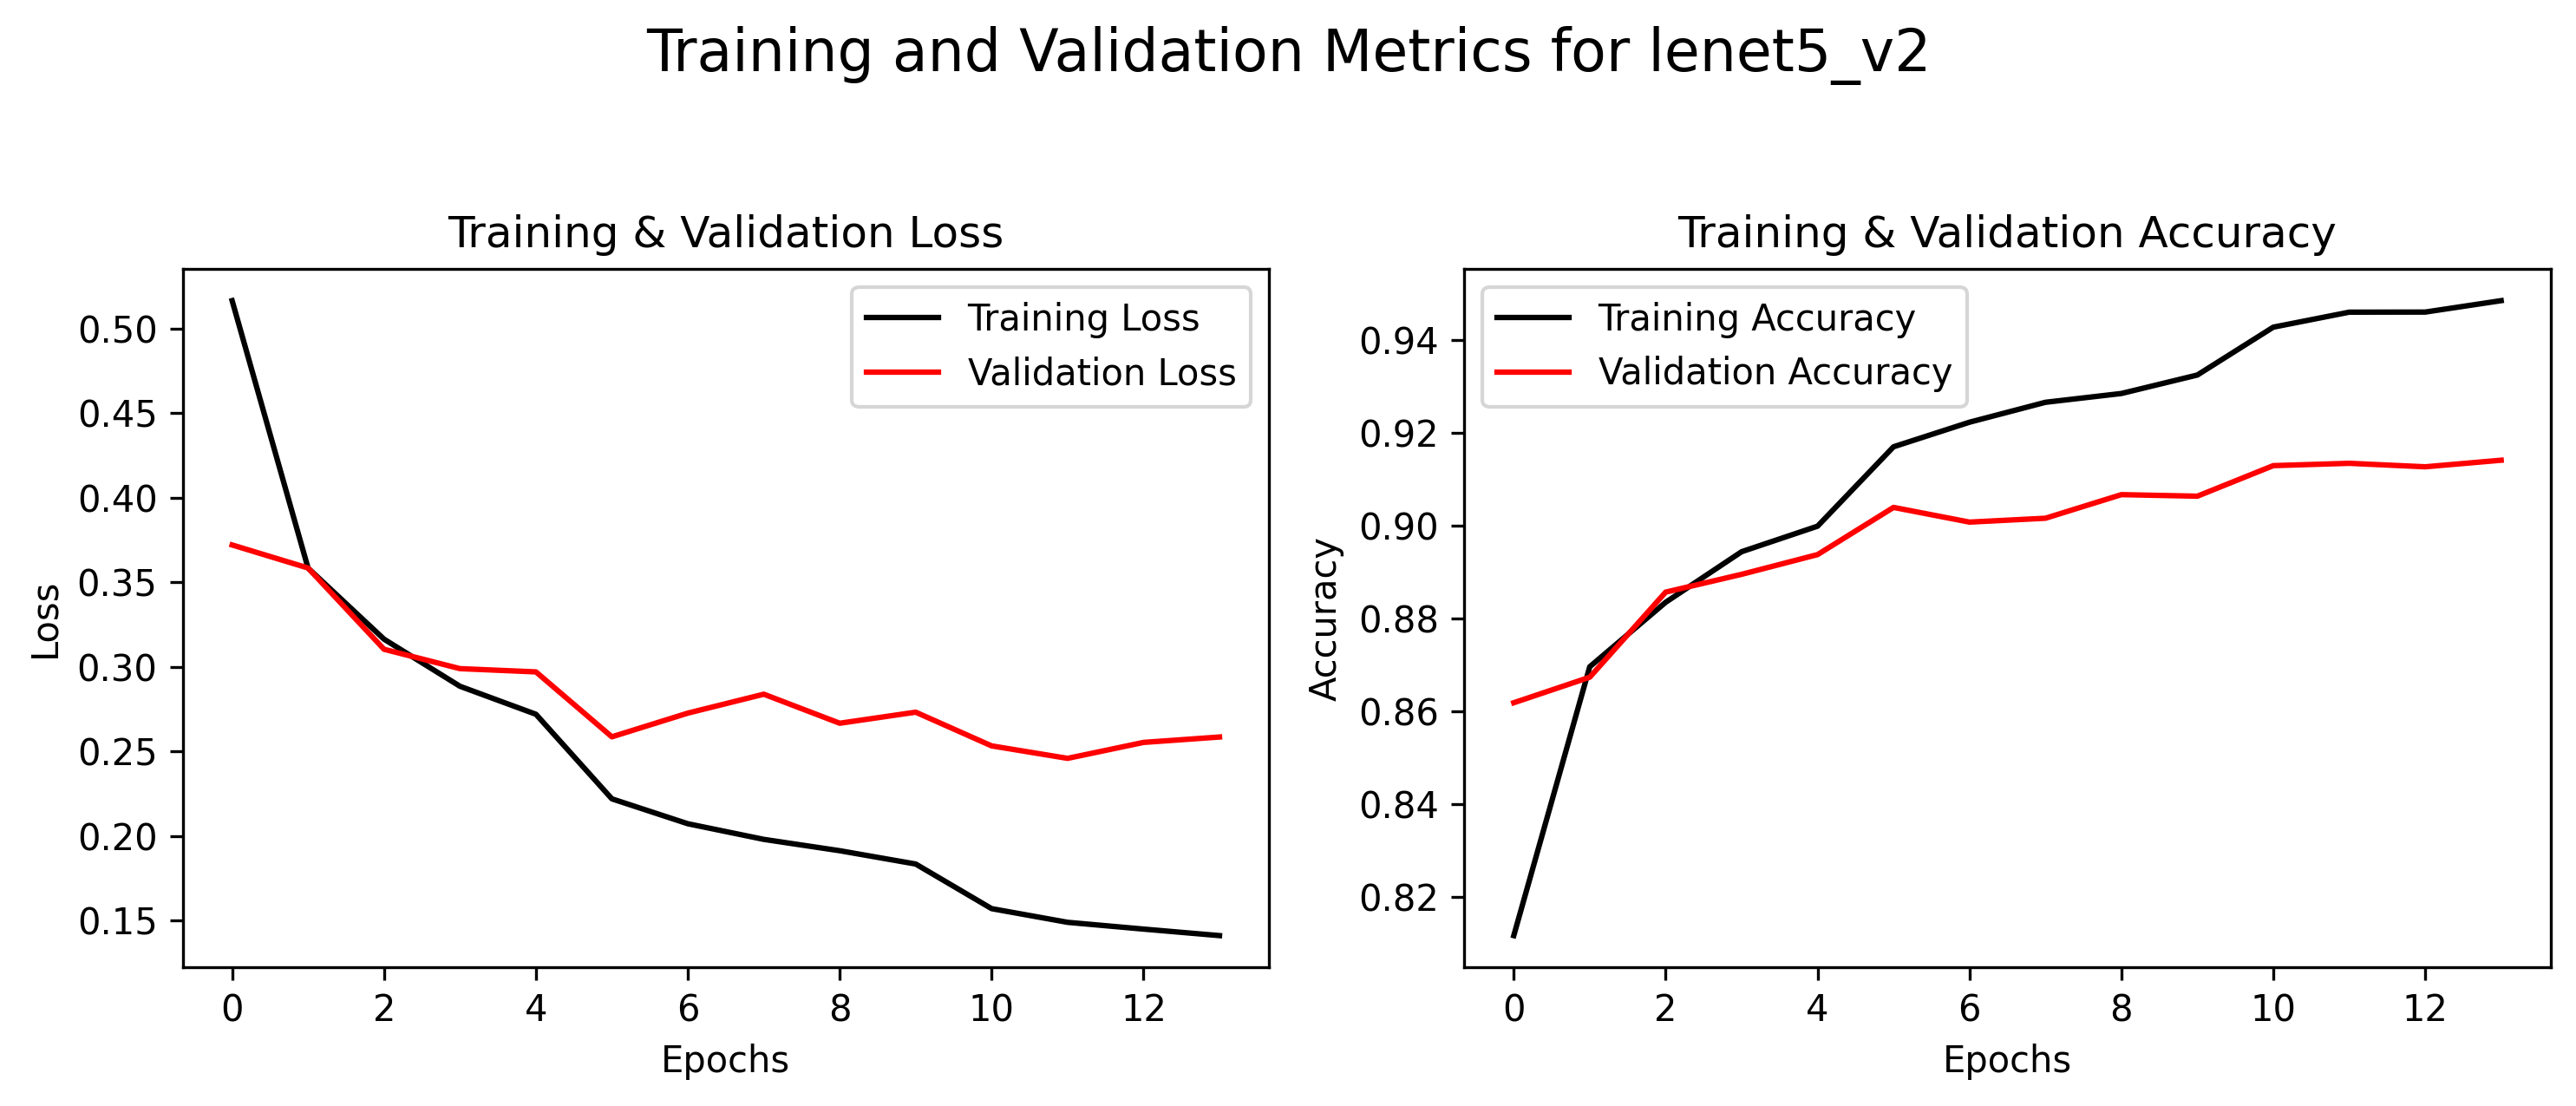 Training and Validation Metrics for lenet5_v2
Training & Validation Loss
Training Loss
Validation Loss
0.50
0.45
0.40
0.35
0.30
0.25
0.20
0.15
Loss
0 2 4 6 8 10 12
Epochs
Training & Validation Accuracy
Training Accuracy
Validation Accuracy
0.94
0.92
0.90
0.88
0.86
0.84
0.82
Accuracy
0 2 4 6 8 10 12
Epochs